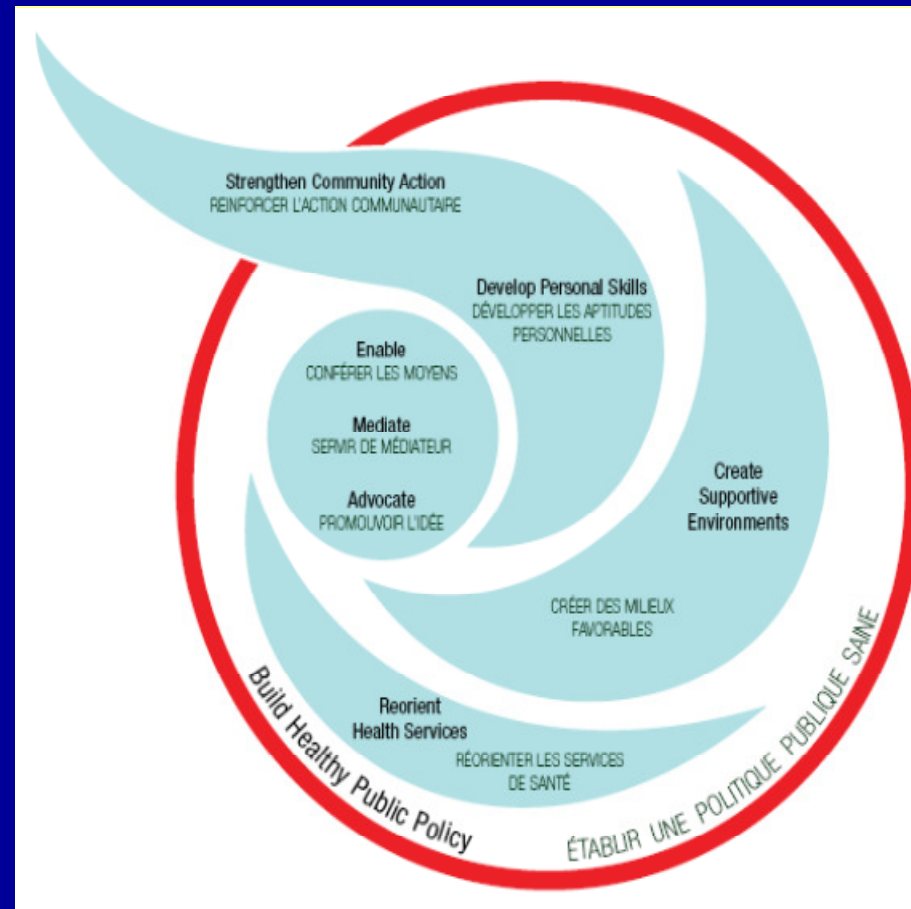 Strengthen Community Action
REINFORCER L'ACTION COMMUNAUTAIRE
Develop Personal Skills
DÉVELOPPER LES APTITUDES
PERSONNELLES
Enable
CONFÉRER LES MOYENS
Mediate
SERVIR DE MÉDIATEUR
Advocate
PROMOUVOIR L'IDÉE
Create
Supportive
Environments
CRÉER DES MILIEUX
FAVORABLES
Reorient
Health Services
RÉORIENTER LES SERVICES
DE SANTÉ
Build Healthy Public Policy
ÉTABLIR UNE POLITIQUE PUBLIQUE SAINE